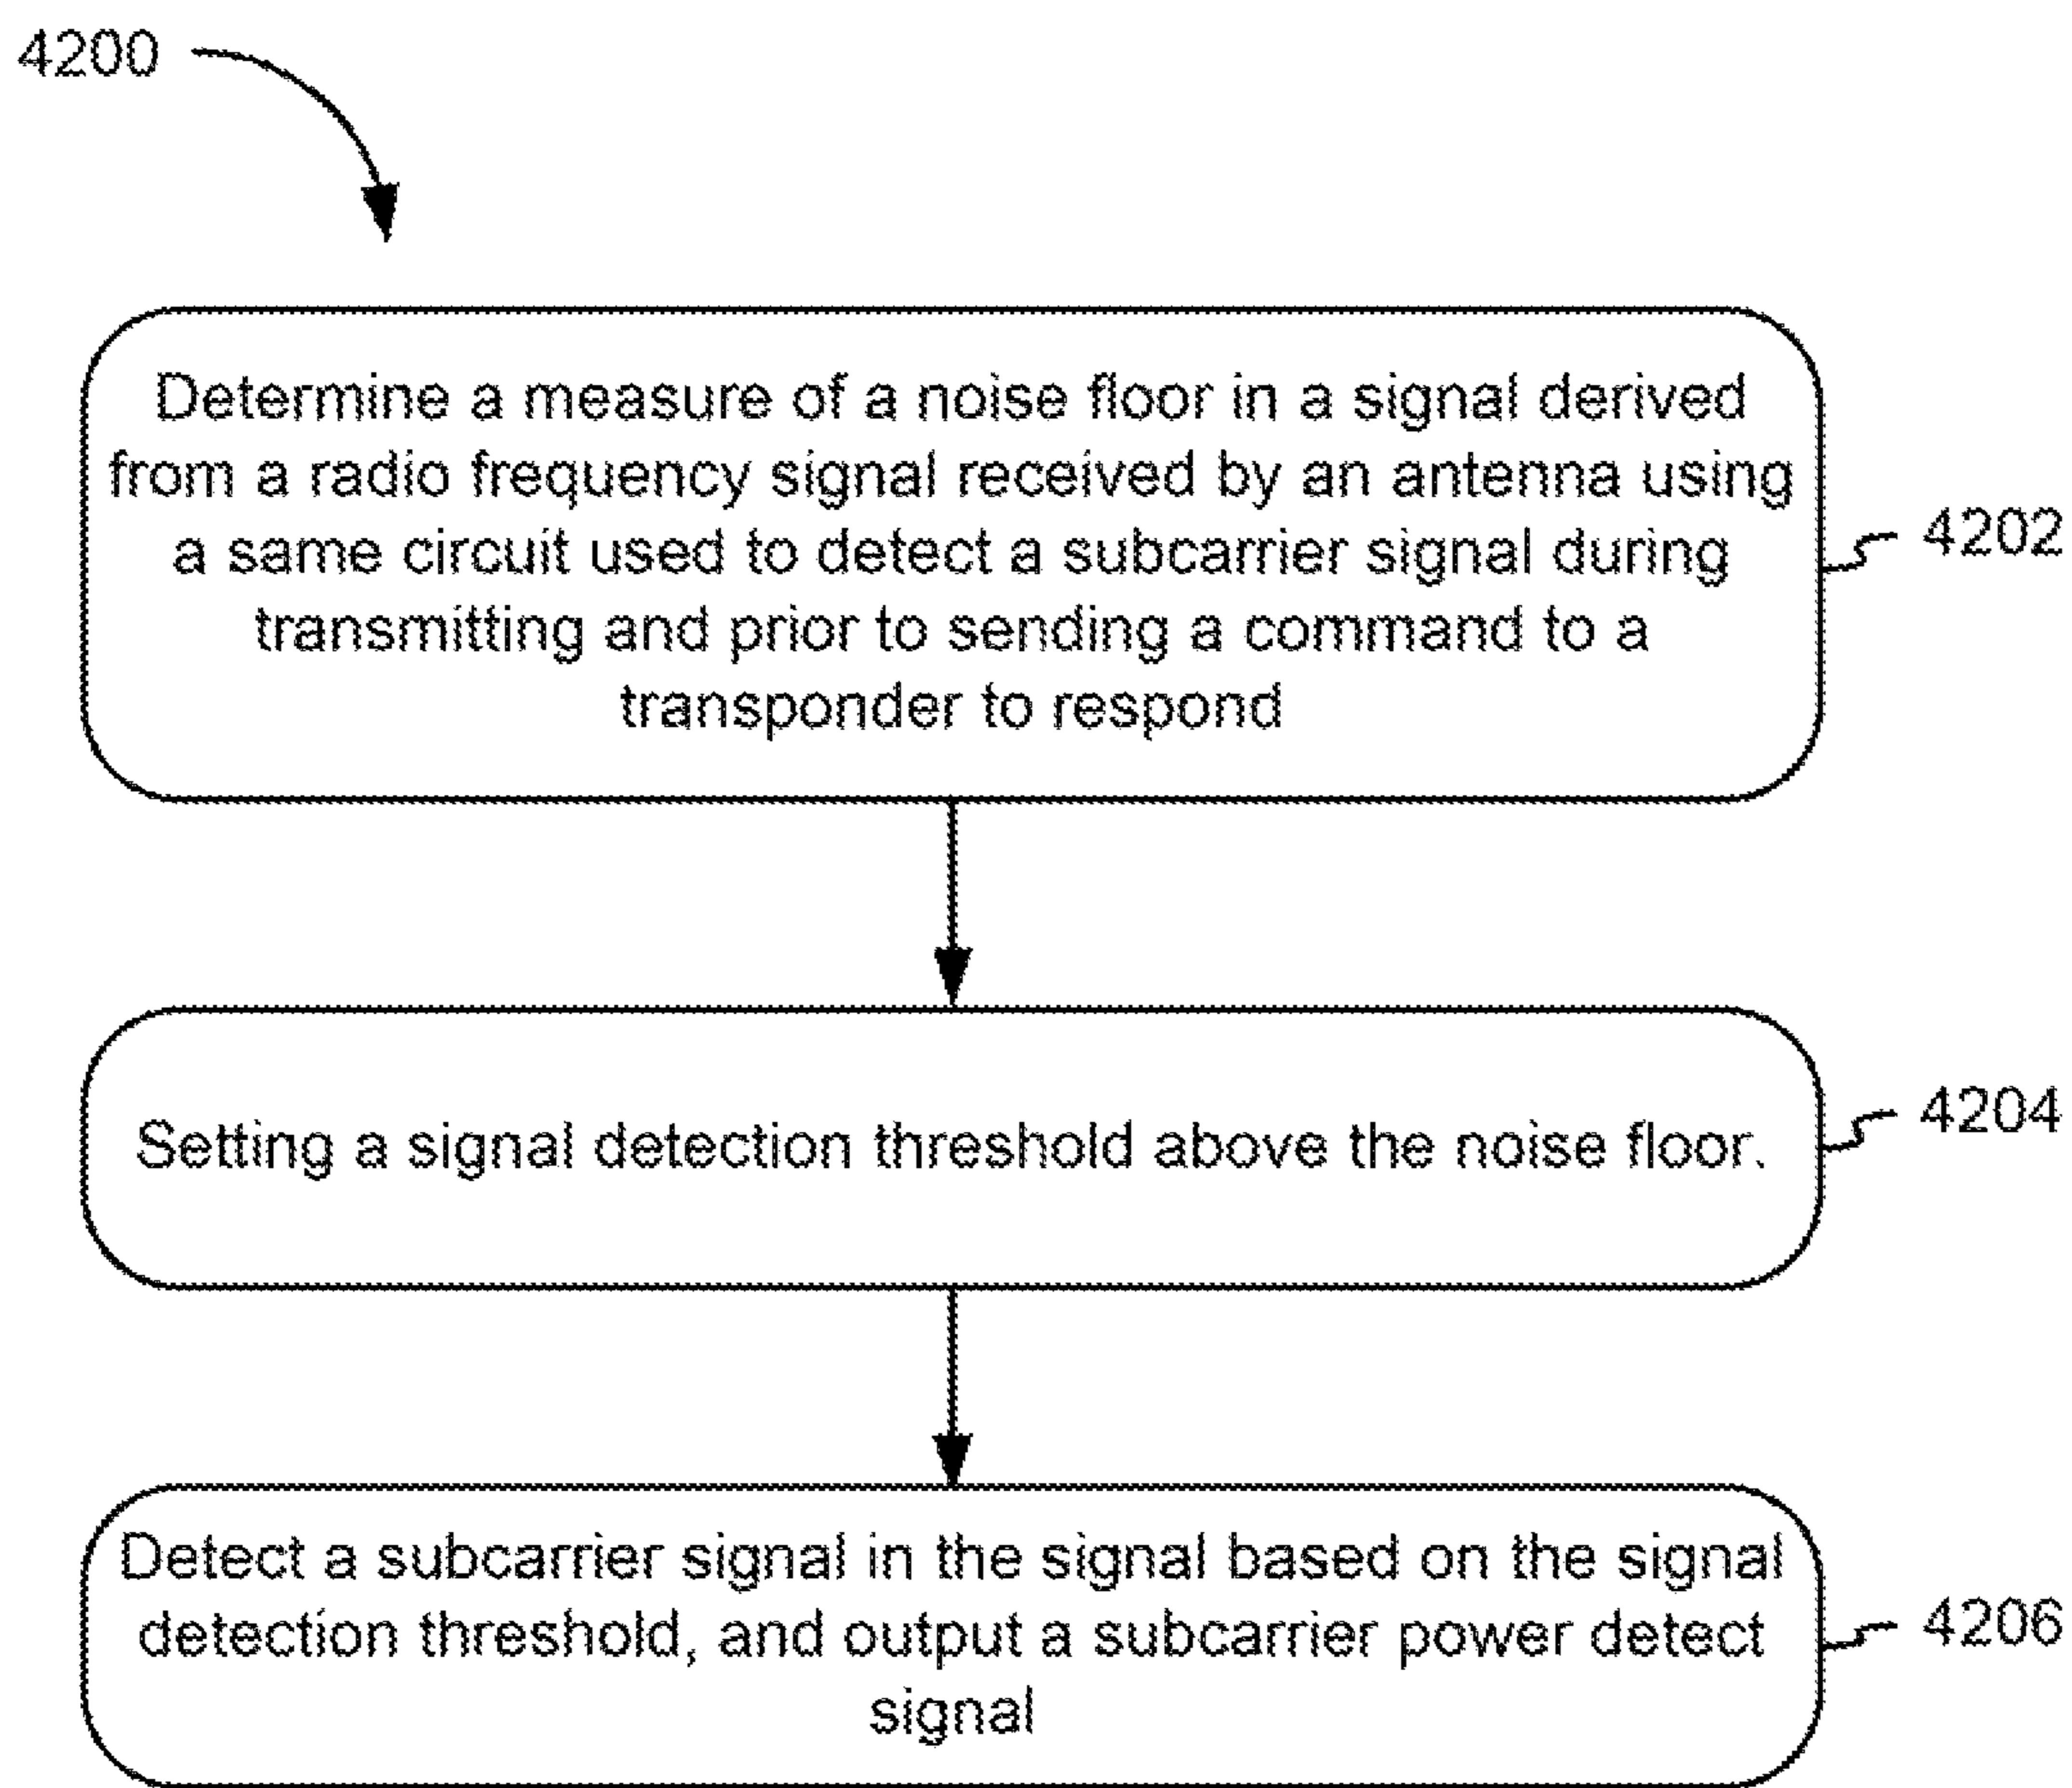 4200
Determine a measure of a noise floor in a signal derived
from a radio frequency signal received by an antenna using
a same circuit used to detect a subcarrier signal during
transmitting and prior to sending a command to a
transponder to respond
4202
Setting a signal detection threshold above the noise floor.
4204
Detect a subcarrier signal in the signal based on the signal
detection threshold, and output a subcarrier power detect
signal
4206